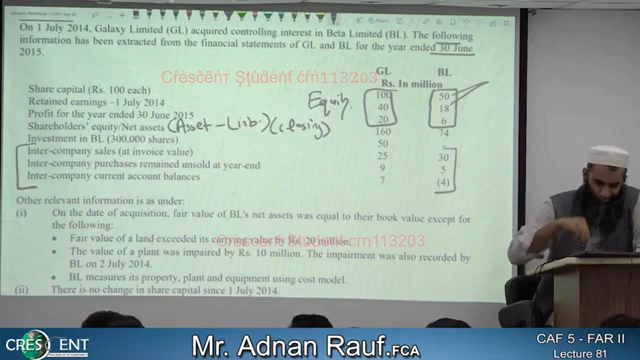 On 1 July 2014, Galaxy Limited (GL) acquired controlling interest in Beta Limited (BL). The following
information has been extracted from the financial statements of GL and BL for the year ended 30 June
2015.
Crèşčêrıť Şţüďêńť ćŕń113203
GL BL
Rs. in million
Share capital (Rs. 100 each) 100 50
Equity
Retained earnings – 1 July 2014 40 18
Profit for the year ended 30 June 2015 20 6
Shareholders' equity/Net assets (Asset - Liab.) (closing) 160 74
Investment in BL (300,000 shares) 50 -
Inter-company sales (at invoice value) 25 30
Inter-company purchases remained unsold at year-end 9 5
Inter-company current account balances 7 (4)
Other relevant information is as under:
(i) On the date of acquisition, fair value of BL's net assets was equal to their book value except for
the following:
• Fair value of a land exceeded its carrying value by Rs. 20 million.
• The value of a plant was impaired by Rs. 10 million. The impairment was also recorded by
BL on 2 July 2014.
• BL measures its property, plant and equipment using cost model.
(ii) There is no change in share capital since 1 July 2014.
CRESCENT
Mr. Adnan Rauf.FCA
CAF 5 - FAR II
Lecture 81